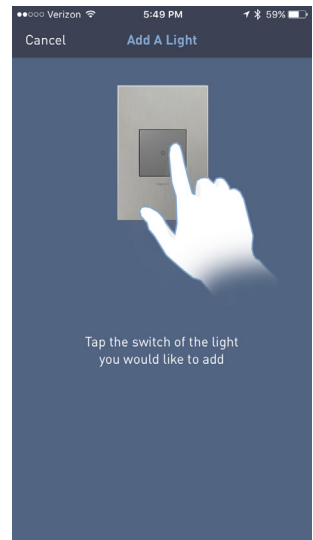 Verizon 5:49 PM 59%
Cancel Add A Light
Tap the switch of the light
you would like to add